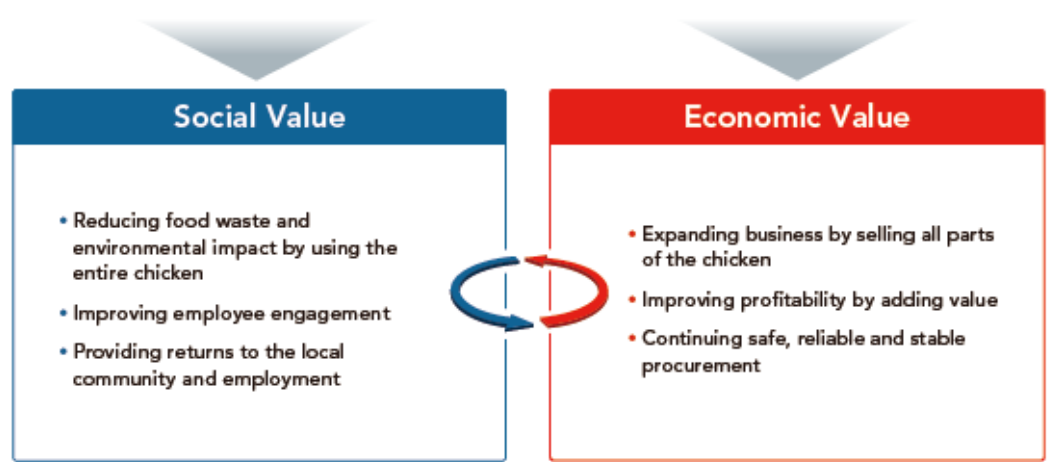 Social Value
• Reducing food waste and
environmental impact by using the
entire chicken
• Improving employee engagement
• Providing returns to the local
community and employment
Economic Value
• Expanding business by selling all parts
of the chicken
• Improving profitability by adding value
• Continuing safe, reliable and stable
procurement